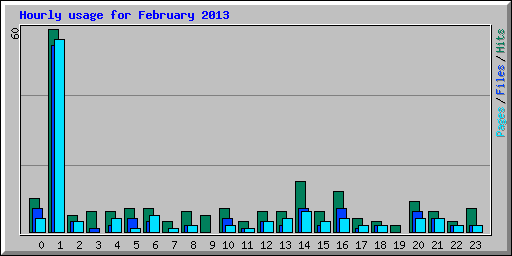 Hourly usage for February 2013
60
Pages/Files/Hits
0 1 2 3 4 5 6 7 8 9 10 11 12 13 14 15 16 17 18 19 20 21 22 23